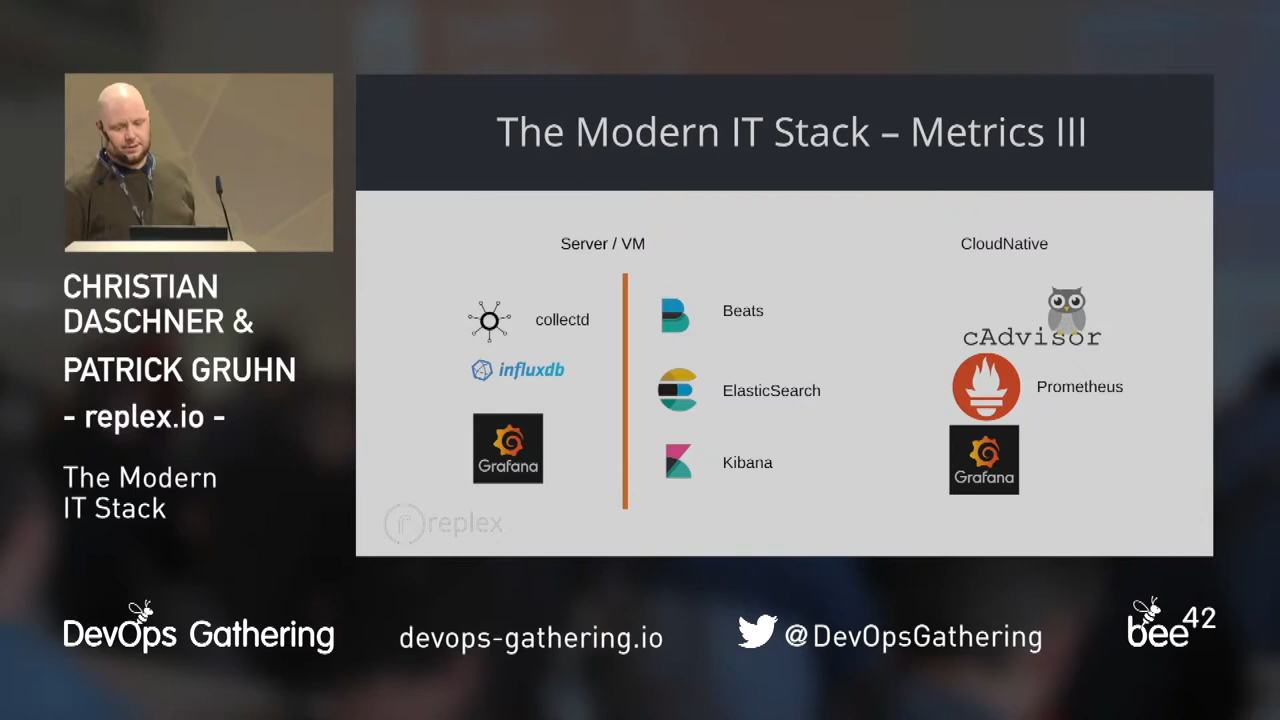 The Modern IT Stack – Metrics III
Server / VM
CloudNative
collectd
influxdb
Grafana
Beats
ElasticSearch
Kibana
cAdvisor
Prometheus
Grafana
replex
CHRISTIAN
DASCHNER &
PATRICK GRUHN
- replex.io -
The Modern
IT Stack
DevOps Gathering
devops-gathering.io
@DevOpsGathering
bee42